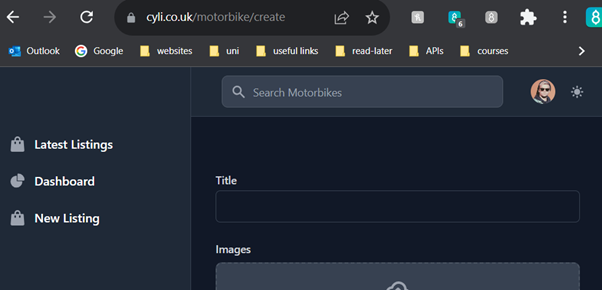 cyli.co.uk/motorbike/create
6
Outlook Google websites uni useful links read-later APIs courses
Search Motorbikes
Latest Listings
Dashboard
New Listing
Title
Images